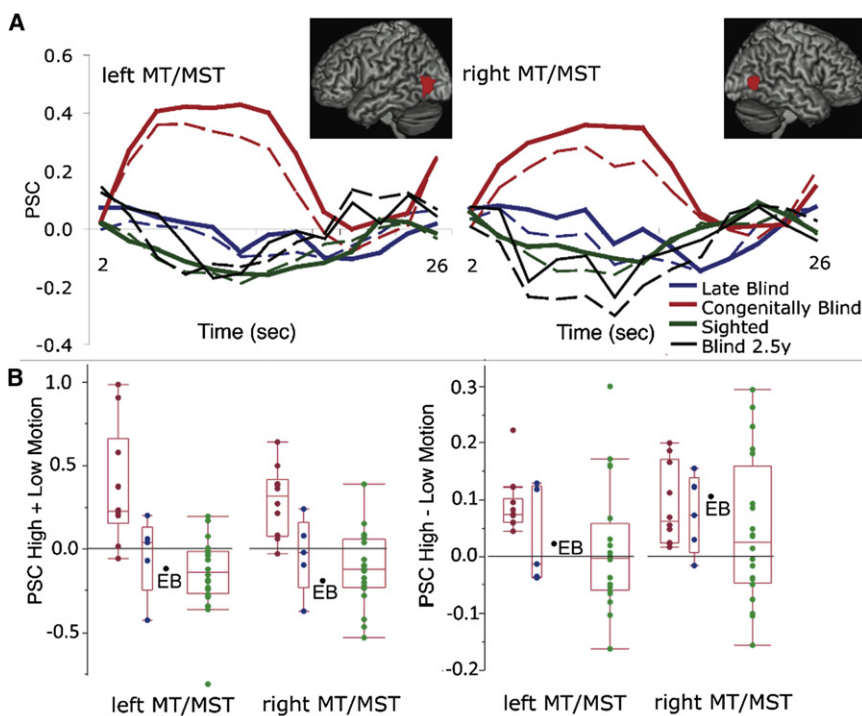 A
left MT/MST
right MT/MST
0.6
0.4
0.2
0.0
-0.2
-0.4
PSC
2
26
2
26
Time (sec)
Time (sec)
Late Blind
Congenitally Blind
Sighted
Blind 2.5y
B
PSC High + Low Motion
1.0
0.5
0.0
-0.5
EB
EB
left MT/MST
right MT/MST
PSC High - Low Motion
0.3
0.2
0.1
0.0
-0.1
-0.2
EB
EB
left MT/MST
right MT/MST